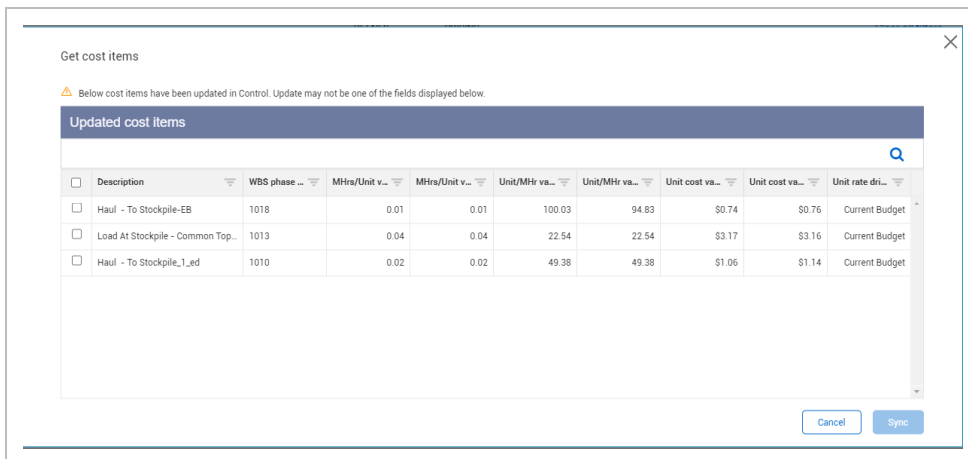 Get cost items
Below cost items have been updated in Control. Update may not be one of the fields displayed below.
Updated cost items
Description WBS phase ... MHrs/Unit v... MHrs/Unit v... Unit/MHr va... Unit/MHr va... Unit cost va... Unit cost va... Unit rate dri...
Haul - To Stockpile-EB 1018 0.01 0.01 100.03 94.83 $0.74 $0.76 Current Budget
Load At Stockpile - Common Top... 1013 0.04 0.04 22.54 22.54 $3.17 $3.16 Current Budget
Haul - To Stockpile_1_ed 1010 0.02 0.02 49.38 49.38 $1.06 $1.14 Current Budget
Cancel Sync